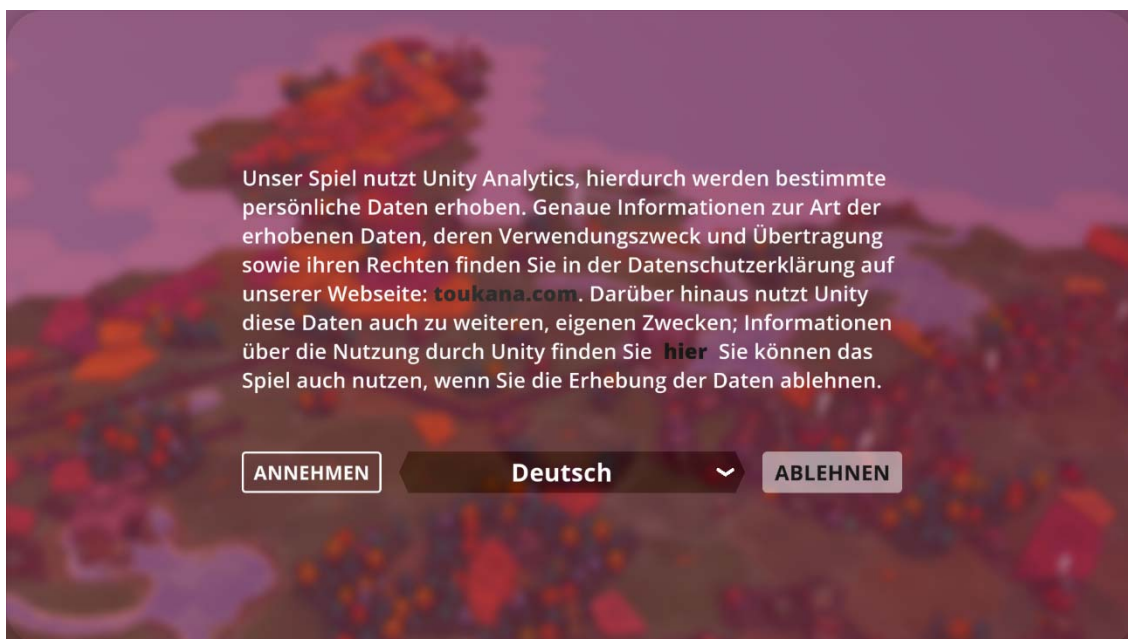 Unser Spiel nutzt Unity Analytics, hierdurch werden bestimmte
persönliche Daten erhoben. Genaue Informationen zur Art der
erhobenen Daten, deren Verwendungszweck und Übertragung
sowie ihren Rechten finden Sie in der Datenschutzerklärung auf
unserer Webseite: toukana.com. Darüber hinaus nutzt Unity
diese Daten auch zu weiteren, eigenen Zwecken; Informationen
über die Nutzung durch Unity finden Sie hier Sie können das
Spiel auch nutzen, wenn Sie die Erhebung der Daten ablehnen.
ANNEHMEN Deutsch ABLEHNEN